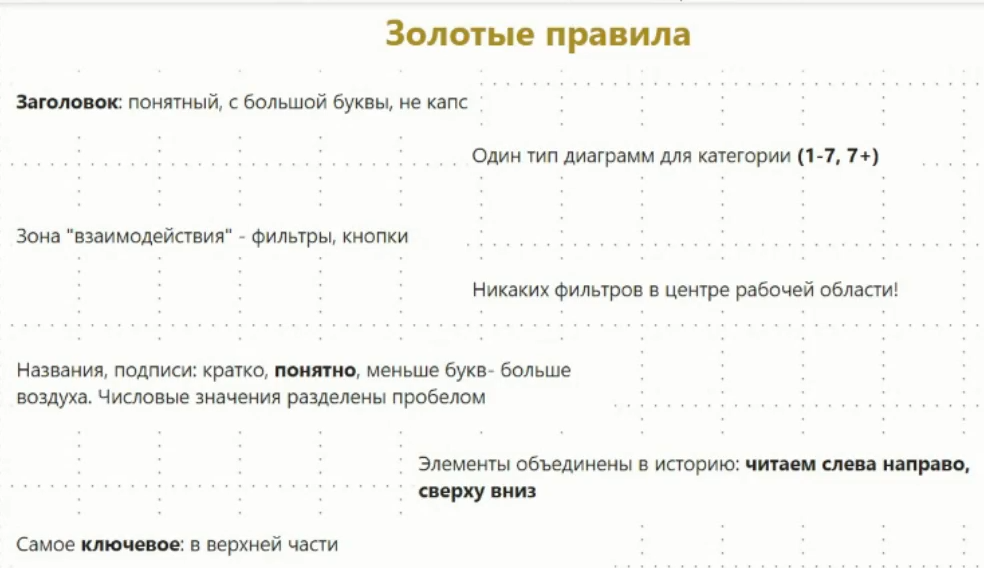 Золотые правила
Заголовок: понятный, с большой буквы, не капс
Один тип диаграмм для категории (1-7, 7+)
Зона "взаимодействия" - фильтры, кнопки
Никаких фильтров в центре рабочей области!
Названия, подписи: кратко, понятно, меньше букв- больше
воздуха. Числовые значения разделены пробелом
Элементы объединены в историю: читаем слева направо,
сверху вниз
Самое ключевое: в верхней части